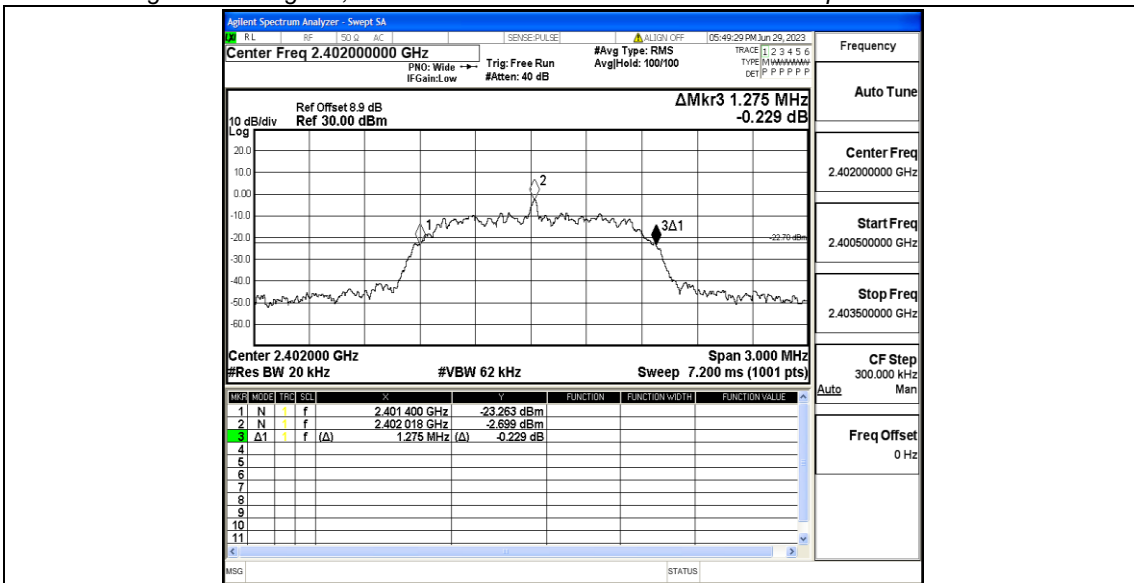 Agilent Spectrum Analyzer - Swept SA
RL RF 50 Ω AC SENSE:PULSE ALIGN OFF 05:49:29 PM Jun 29, 2023
Center Freq 2.402000000 GHz
PNO: Wide
IFGain:Low
Trig: Free Run
#Atten: 40 dB
#Avg Type: RMS
Avg|Hold: 100/100
TRACE 1 2 3 4 5 6
TYPE M W W W W W
DET P P P P P P
Ref Offset 8.9 dB
10 dB/div Ref 30.00 dBm
Log
ΔMkr3 1.275 MHz
-0.229 dB
20.0
10.0
0.00
-10.0
-20.0
-30.0
-40.0
-50.0
-60.0
1
2
3Δ1
-22.70 dBm
Center 2.402000 GHz Span 3.000 MHz
#Res BW 20 kHz #VBW 62 kHz Sweep 7.200 ms (1001 pts)
MKR MODE TRC SCL X Y FUNCTION FUNCTION WIDTH FUNCTION VALUE
1 N 1 f 2.401 400 GHz -23.263 dBm
2 N 1 f 2.402 018 GHz -2.699 dBm
3 Δ1 1 f (Δ) 1.275 MHz (Δ) -0.229 dB
4
5
6
7
8
9
10
11
MSG STATUS
Frequency
Auto Tune
Center Freq
2.402000000 GHz
Start Freq
2.400500000 GHz
Stop Freq
2.403500000 GHz
CF Step
300.000 kHz
Auto Man
Freq Offset
0 Hz